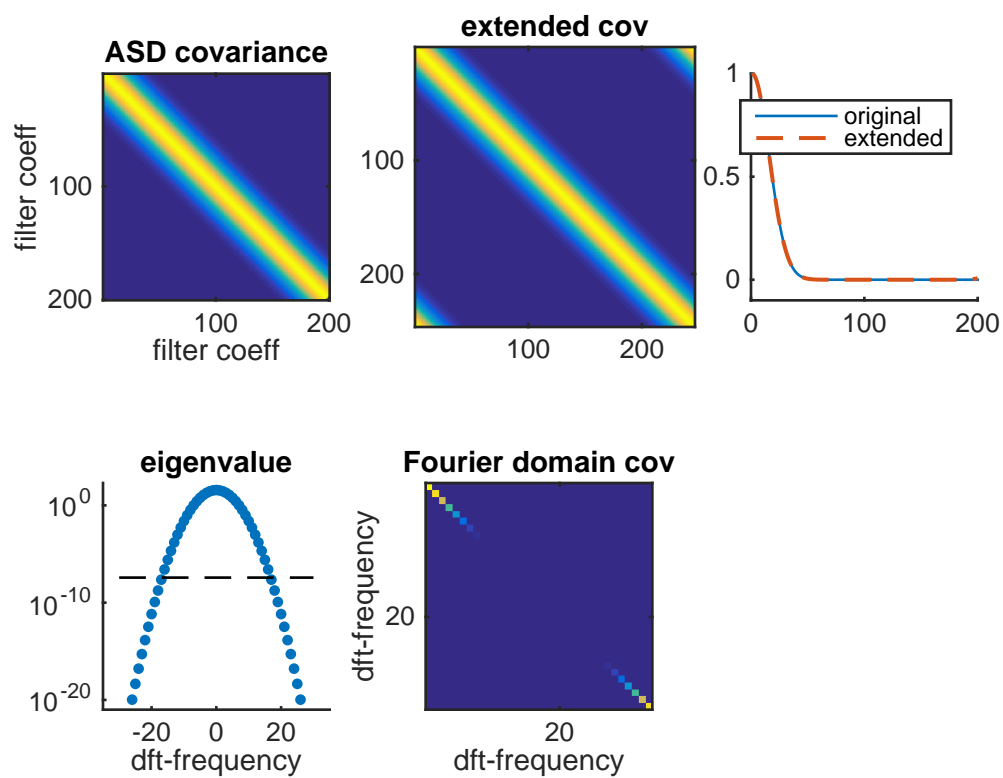 ASD covariance
extended cov
filter coeff
100
200
100
200
filter coeff
100
200
100
200
1
0.5
0
0
100
200
original
extended
eigenvalue
10^0
10^-10
10^-20
-20
0
20
dft-frequency
Fourier domain cov
dft-frequency
20
20
dft-frequency